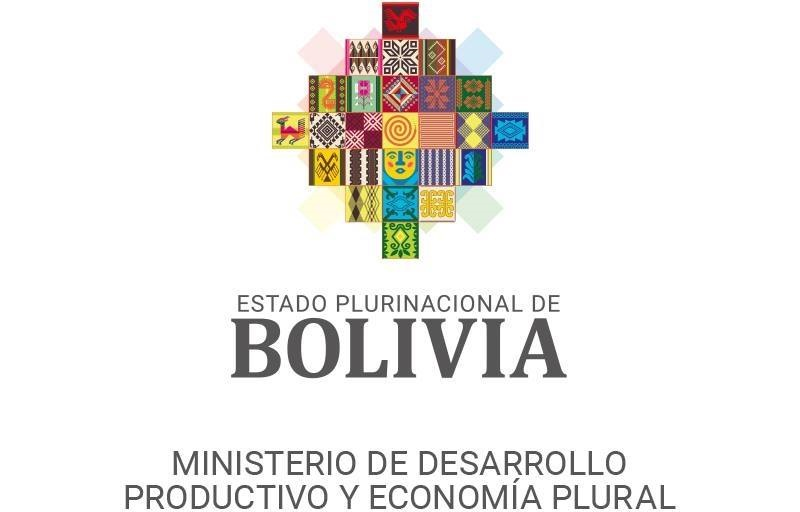 ESTADO PLURINACIONAL DE
BOLIVIA
MINISTERIO DE DESARROLLO
PRODUCTIVO Y ECONOMÍA PLURAL